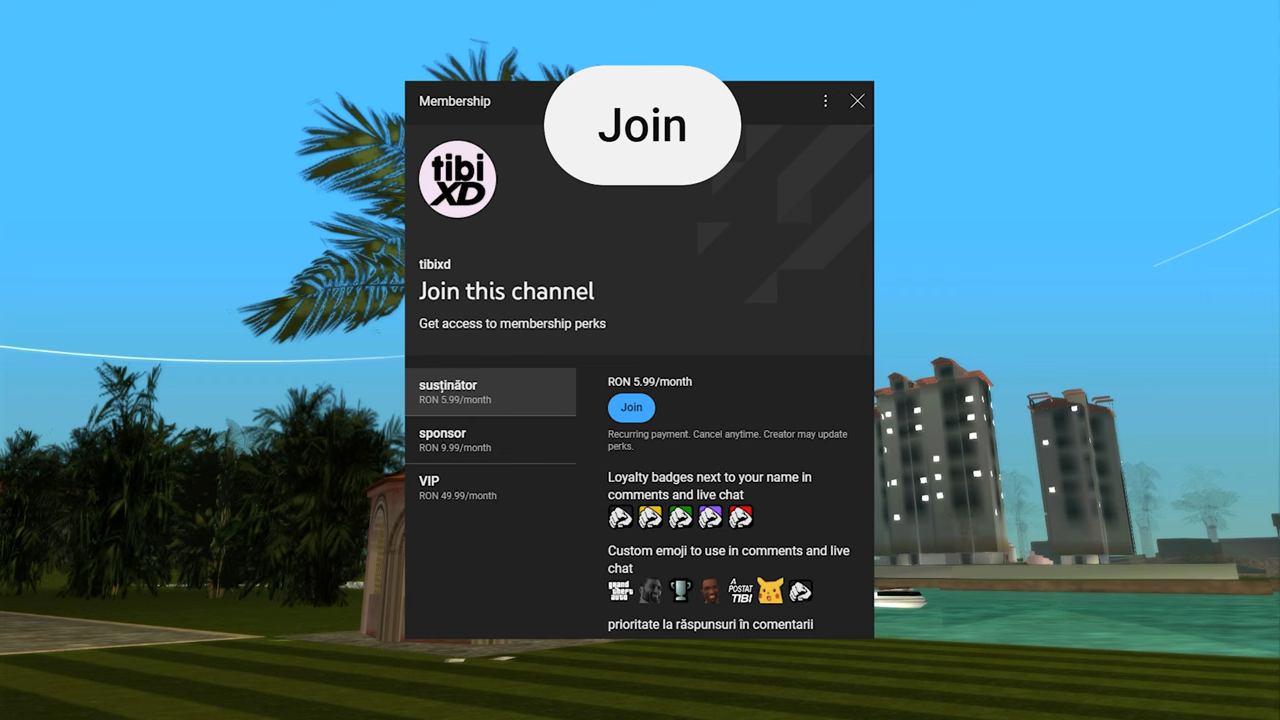 Membership
Join
tibi
XD
tibixd
Join this channel
Get access to membership perks
susținător
RON 5.99/month
sponsor
RON 9.99/month
VIP
RON 49.99/month
RON 5.99/month
Join
Recurring payment. Cancel anytime. Creator may update
perks.
Loyalty badges next to your name in
comments and live chat
Custom emoji to use in comments and live
chat
grand
theft
auto
A
POSTAT
TIBI
prioritate la răspunsuri în comentarii